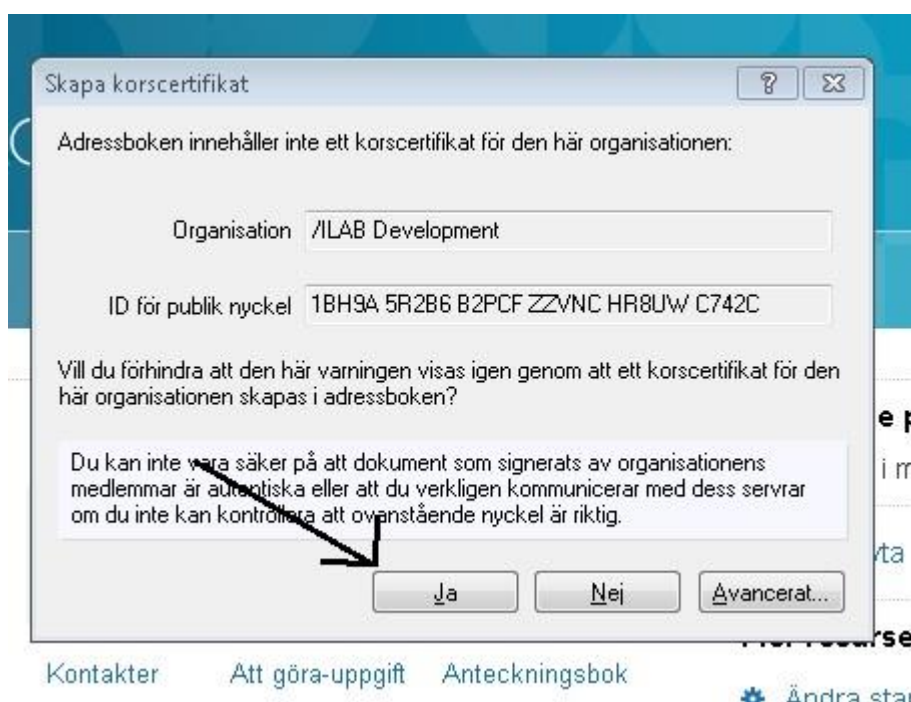 Skapa korscertifikat
Adressboken innehåller inte ett korscertifikat för den här organisationen:
Organisation /ILAB Development
ID för publik nyckel 1BH9A 5R2B6 B2PCF ZZVNC HR8UW C742C
Vill du förhindra att den här varningen visas igen genom att ett korscertifikat för den
här organisationen skapas i adressboken?
Du kan inte vara säker på att dokument som signerats av organisationens
medlemmar är autentiska eller att du verkligen kommunicerar med dess servrar
om du inte kan kontrollera att ovanstående nyckel är riktig.
Ja Nej Avancerat...
Kontakter Att göra-uppgift Anteckningsbok
Ändra